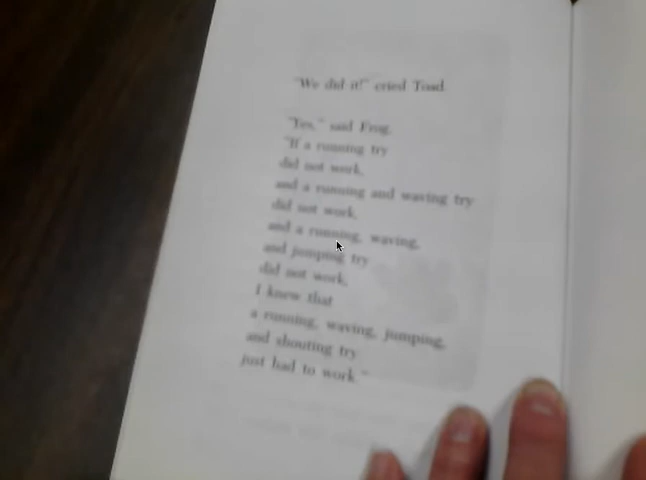 "We did it!" cried Toad.
"Yes," said Frog.
"If a running try
did not work,
and a running and waving try
did not work,
and a running, waving,
and jumping try
did not work,
I knew that
a running, waving, jumping,
and shouting try
just had to work."